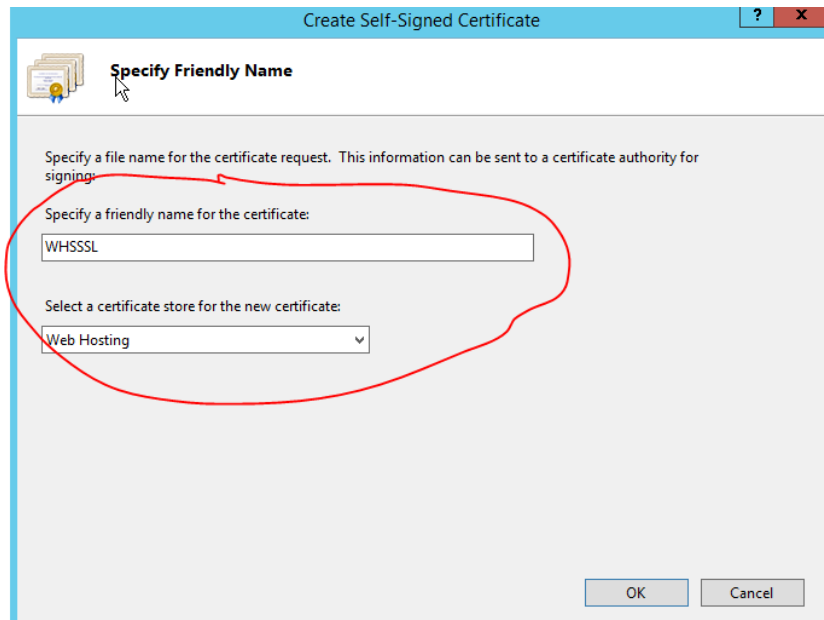 Create Self-Signed Certificate
? x
Specify Friendly Name
Specify a file name for the certificate request.  This information can be sent to a certificate authority for
signing:
Specify a friendly name for the certificate:
WHSSSL
Select a certificate store for the new certificate:
Web Hosting
OK Cancel